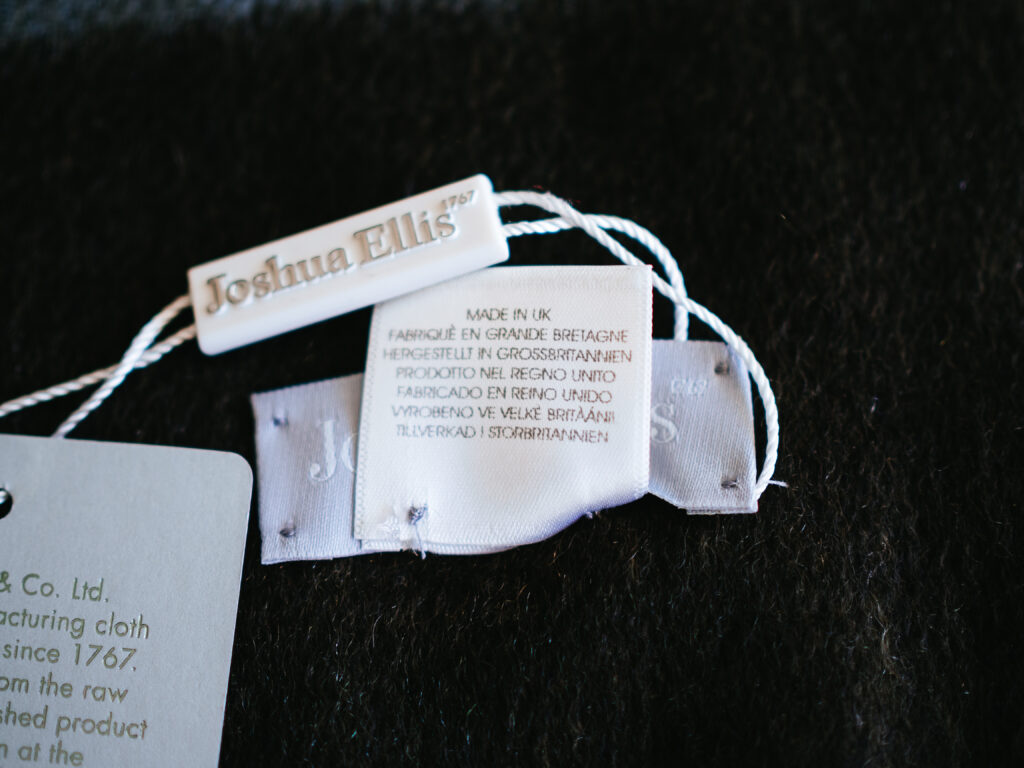 Joshua Ellis 1767
MADE IN UK
FABRIQUÈ EN GRANDE BRETAGNE
HERGESTELLT IN GROSSBRITANNIEN
PRODOTTO NEL REGNO UNITO
FABRICADO EN REINO UNIDO
VYROBENO VE VELKÉ BRITÀÁNII
TILLVERKAD I STORBRITANNIEN
& Co. Ltd.
acturing cloth
since 1767.
om the raw
shed product
n at the